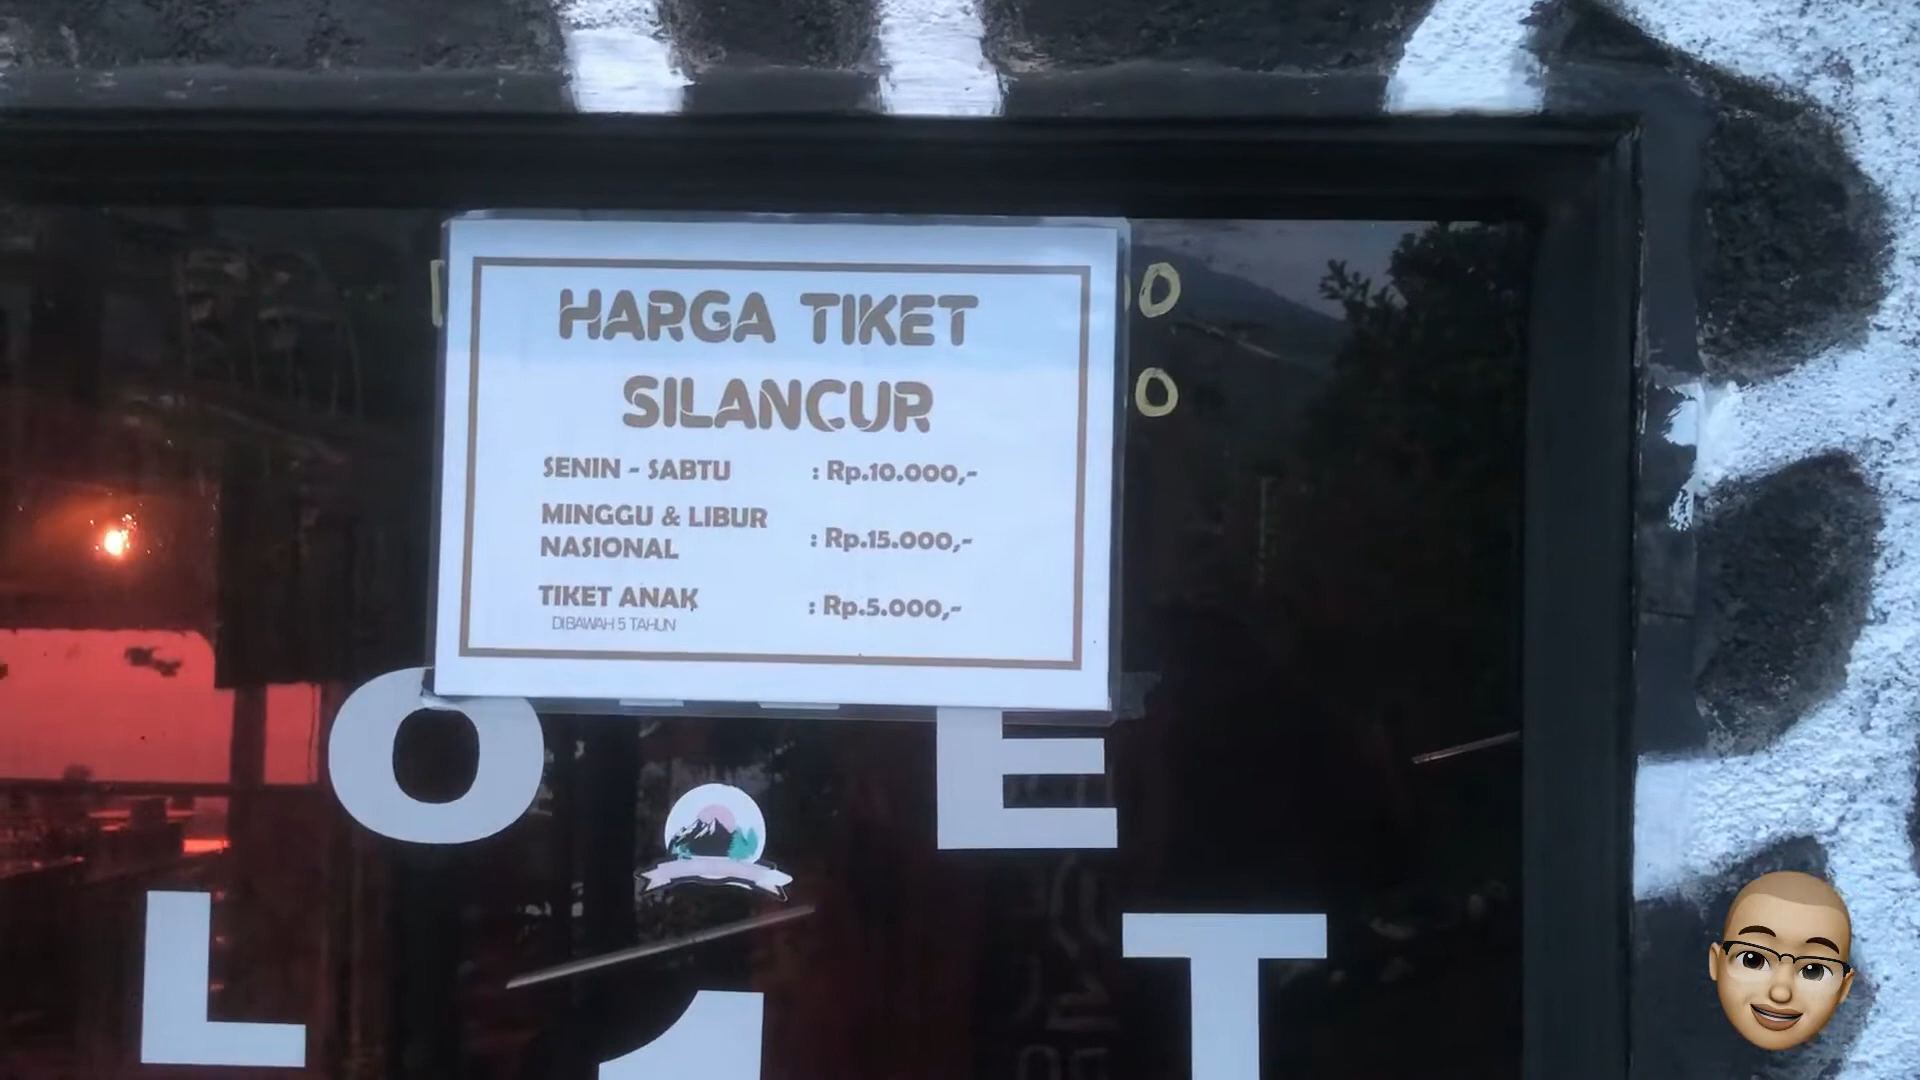 HARGA TIKET
SILANCUR
SENIN - SABTU : Rp.10.000,-
MINGGU & LIBUR
NASIONAL : Rp.15.000,-
TIKET ANAK : Rp.5.000,-
DIBAWAH 5 TAHUN
O E
L T